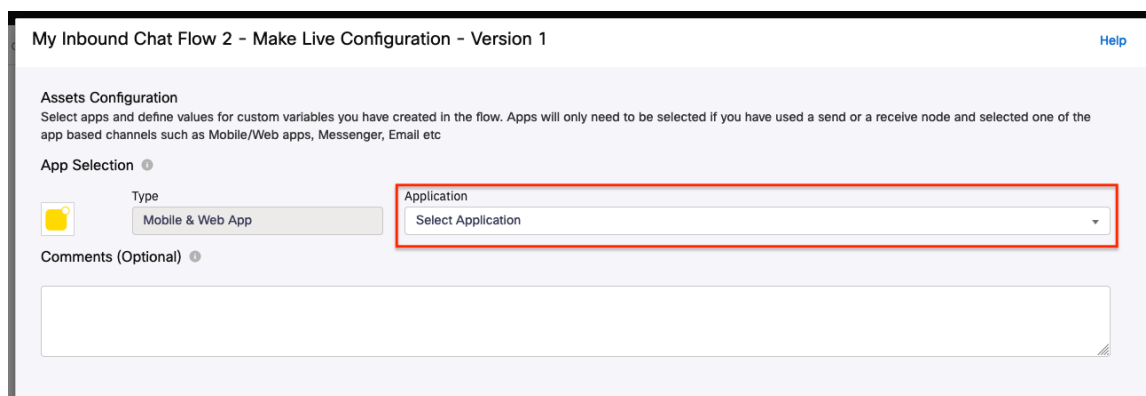 My Inbound Chat Flow 2 - Make Live Configuration - Version 1
Help
Assets Configuration
Select apps and define values for custom variables you have created in the flow. Apps will only need to be selected if you have used a send or a receive node and selected one of the
app based channels such as Mobile/Web apps, Messenger, Email etc
App Selection
Type
Application
Mobile & Web App
Select Application
Comments (Optional)